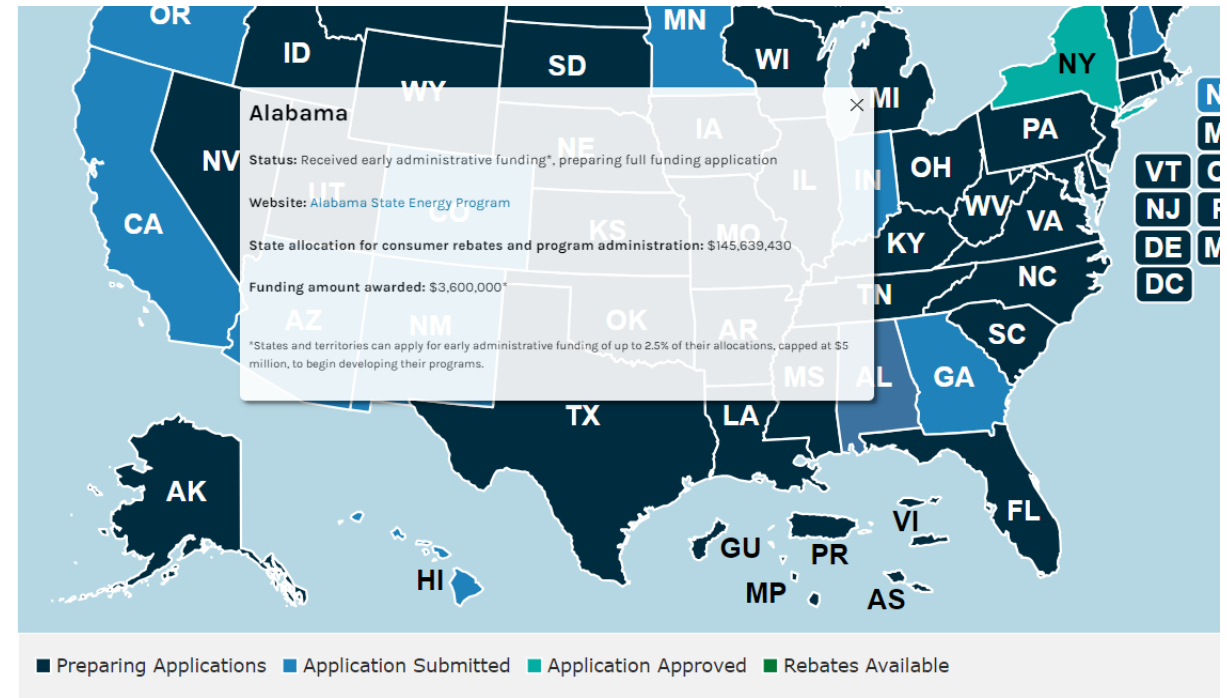 OR
MN
ID
SD
WI
NY
WY
MI
Alabama
IA
PA
NE
NV
Status: Received early administrative funding*, preparing full funding application
OH
VT
UT
IL
IN
Website: Alabama State Energy Program
CO
WV
NJ
CA
KS
MO
VA
State allocation for consumer rebates and program administration: $145,639,430
KY
DE
NC
DC
Funding amount awarded: $3,600,000*
TN
AZ
NM
OK
AR
SC
*States and territories can apply for early administrative funding of up to 2.5% of their allocations, capped at $5
million, to begin developing their programs.
MS
AL
GA
TX
LA
AK
FL
VI
GU
PR
HI
MP
AS
Preparing Applications
Application Submitted
Application Approved
Rebates Available